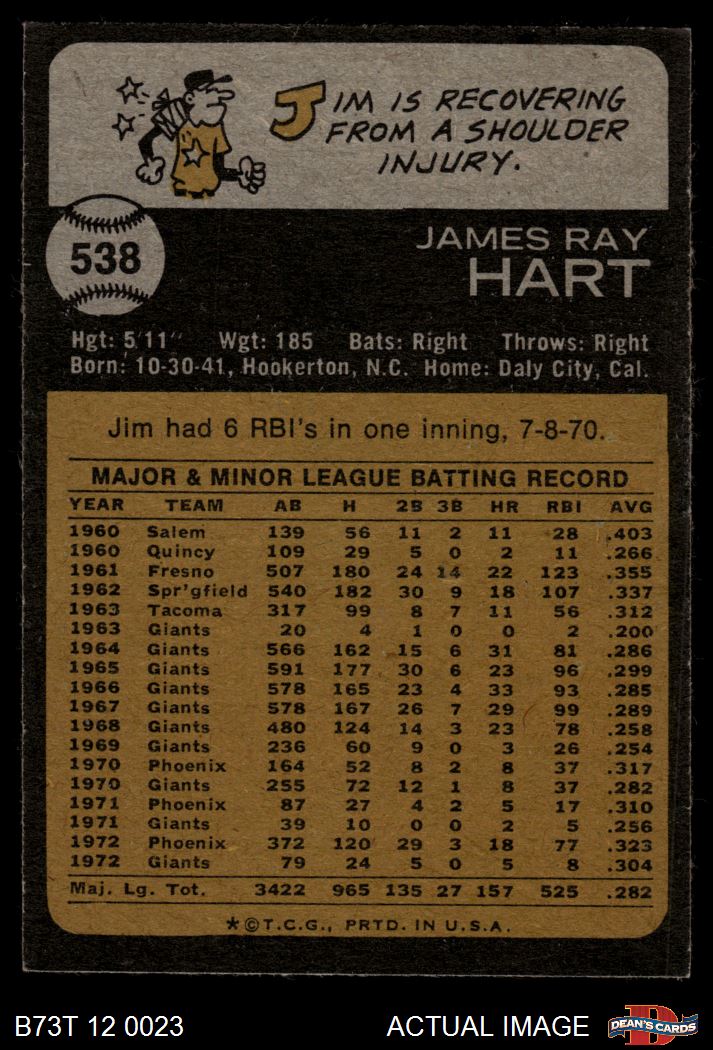 JIM IS RECOVERING
FROM A SHOULDER
INJURY.
538
JAMES RAY
HART
Hgt: 5'11" Wgt: 185 Bats: Right Throws: Right
Born: 10-30-41, Hookerton, N.C. Home: Daly City, Cal.
Jim had 6 RBI's in one inning, 7-8-70.
MAJOR & MINOR LEAGUE BATTING RECORD
YEAR TEAM AB H 2B 3B HR RBI AVG
1960 Salem 139 56 11 2 11 28 .403
1960 Quincy 109 29 5 0 2 11 .266
1961 Fresno 507 180 24 14 22 123 .355
1962 Spr'gfield 540 182 30 9 18 107 .337
1963 Tacoma 317 99 8 7 11 56 .312
1963 Giants 20 4 1 0 0 2 .200
1964 Giants 566 162 15 6 31 81 .286
1965 Giants 591 177 30 6 23 96 .299
1966 Giants 578 165 23 4 33 93 .285
1967 Giants 578 167 26 7 29 99 .289
1968 Giants 480 124 14 3 23 78 .258
1969 Giants 236 60 9 0 3 26 .254
1970 Phoenix 164 52 8 2 8 37 .317
1970 Giants 255 72 12 1 8 37 .282
1971 Phoenix 87 27 4 2 5 17 .310
1971 Giants 39 10 0 0 2 5 .256
1972 Phoenix 372 120 29 3 18 77 .323
1972 Giants 79 24 5 0 5 8 .304
Maj. Lg. Tot. 3422 965 135 27 157 525 .282
*©T.C.G., PRTD. IN U.S.A.
B73T 12 0023 ACTUAL IMAGE DEAN'S CARDS